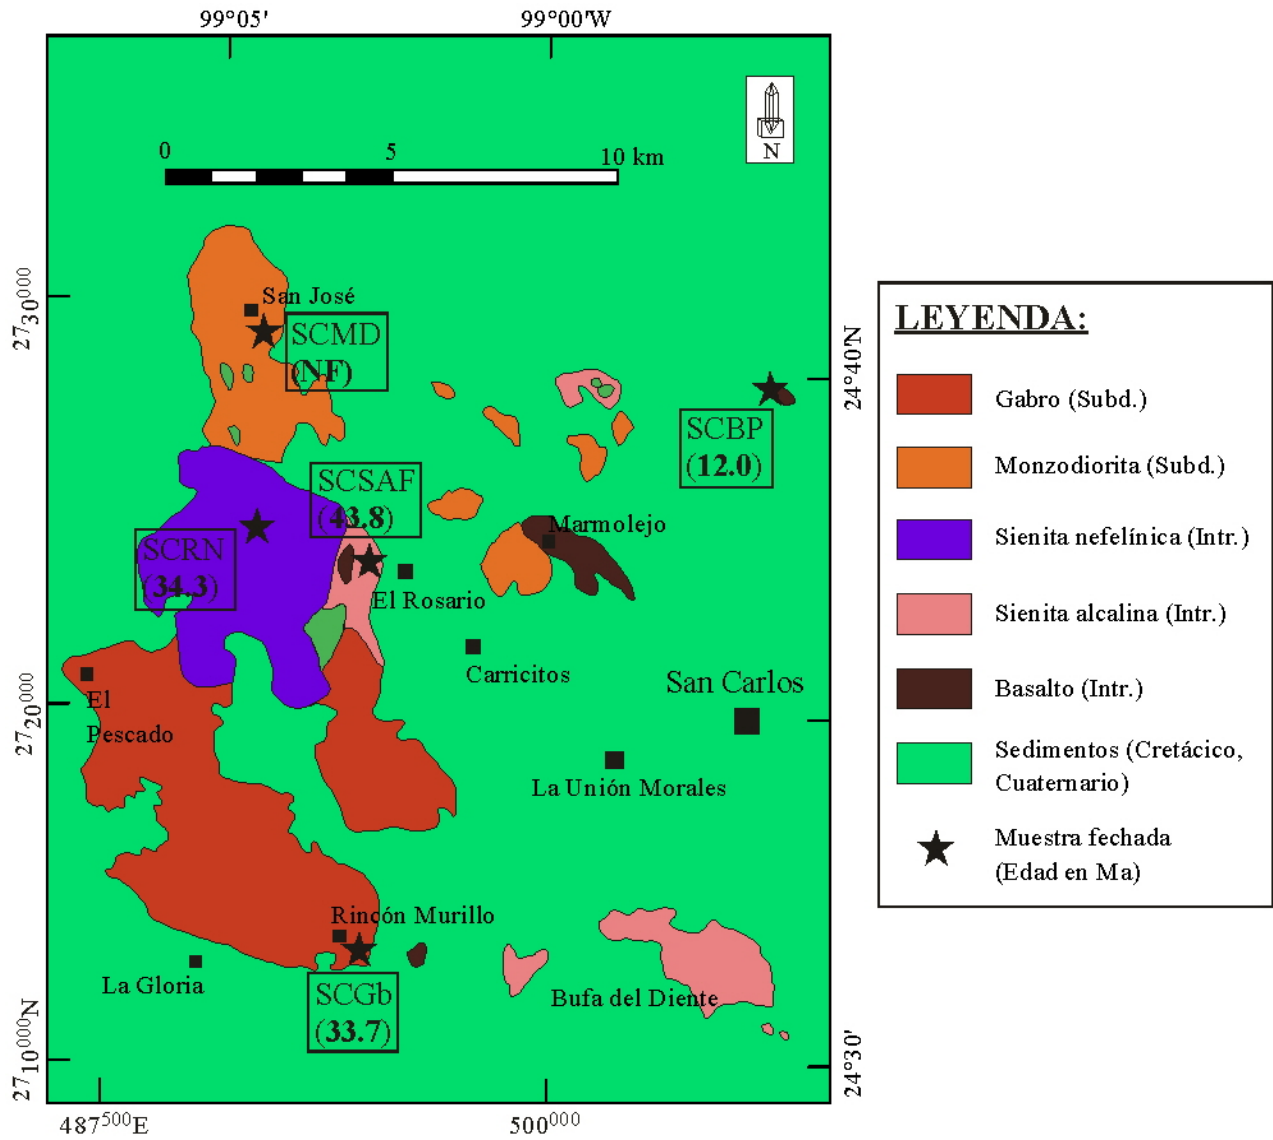 99°05' 99°00'W
N
0 5 10 km
27 30 000
San José
SCMD
(NF)
24°40'N
SCBP
(12.0)
SCSAF
(43.8)
Marmolejo
SCRN
(34.3)
El Rosario
Carricitos
San Carlos
El
Pescado
27 20 000
La Unión Morales
Rincón Murillo
La Gloria
SCGb
(33.7)
Bufa del Diente
27 10 000 N
24°30'
487 500 E 500 000
LEYENDA:
Gabro (Subd.)
Monzodiorita (Subd.)
Sienita nefelínica (Intr.)
Sienita alcalina (Intr.)
Basalto (Intr.)
Sedimentos (Cretácico,
Cuaternario)
Muestra fechada
(Edad en Ma)